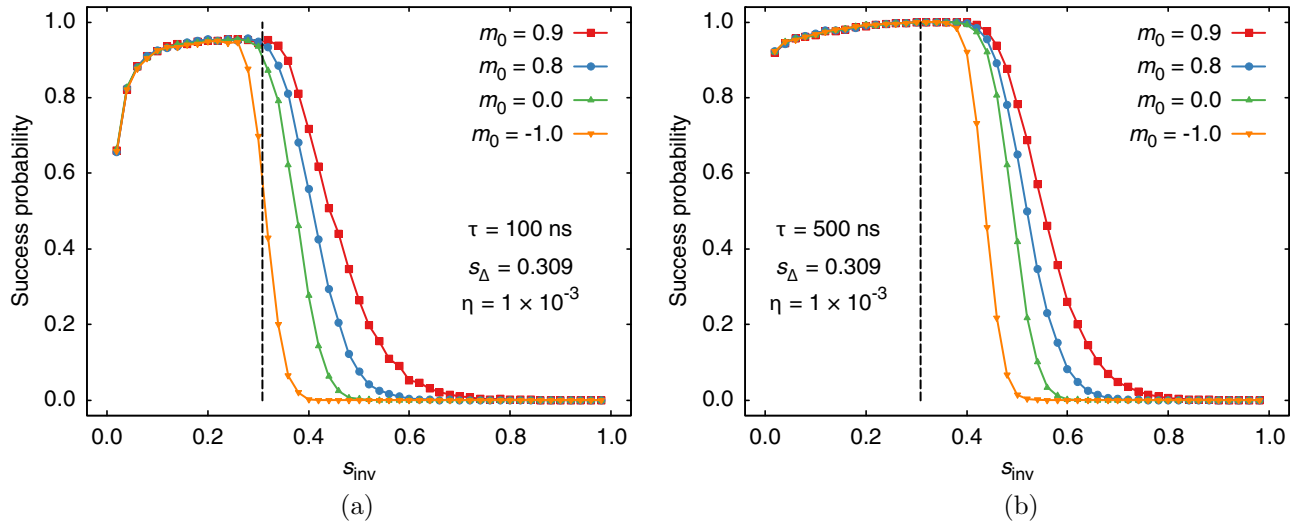 1.0
0.8
0.6
0.4
0.2
0.0
Success probability
m0 = 0.9
m0 = 0.8
m0 = 0.0
m0 = -1.0
τ = 100 ns
sΔ = 0.309
η = 1 × 10-3
0.0 0.2 0.4 0.6 0.8 1.0
sinv
(a)
1.0
0.8
0.6
0.4
0.2
0.0
Success probability
m0 = 0.9
m0 = 0.8
m0 = 0.0
m0 = -1.0
τ = 500 ns
sΔ = 0.309
η = 1 × 10-3
0.0 0.2 0.4 0.6 0.8 1.0
sinv
(b)